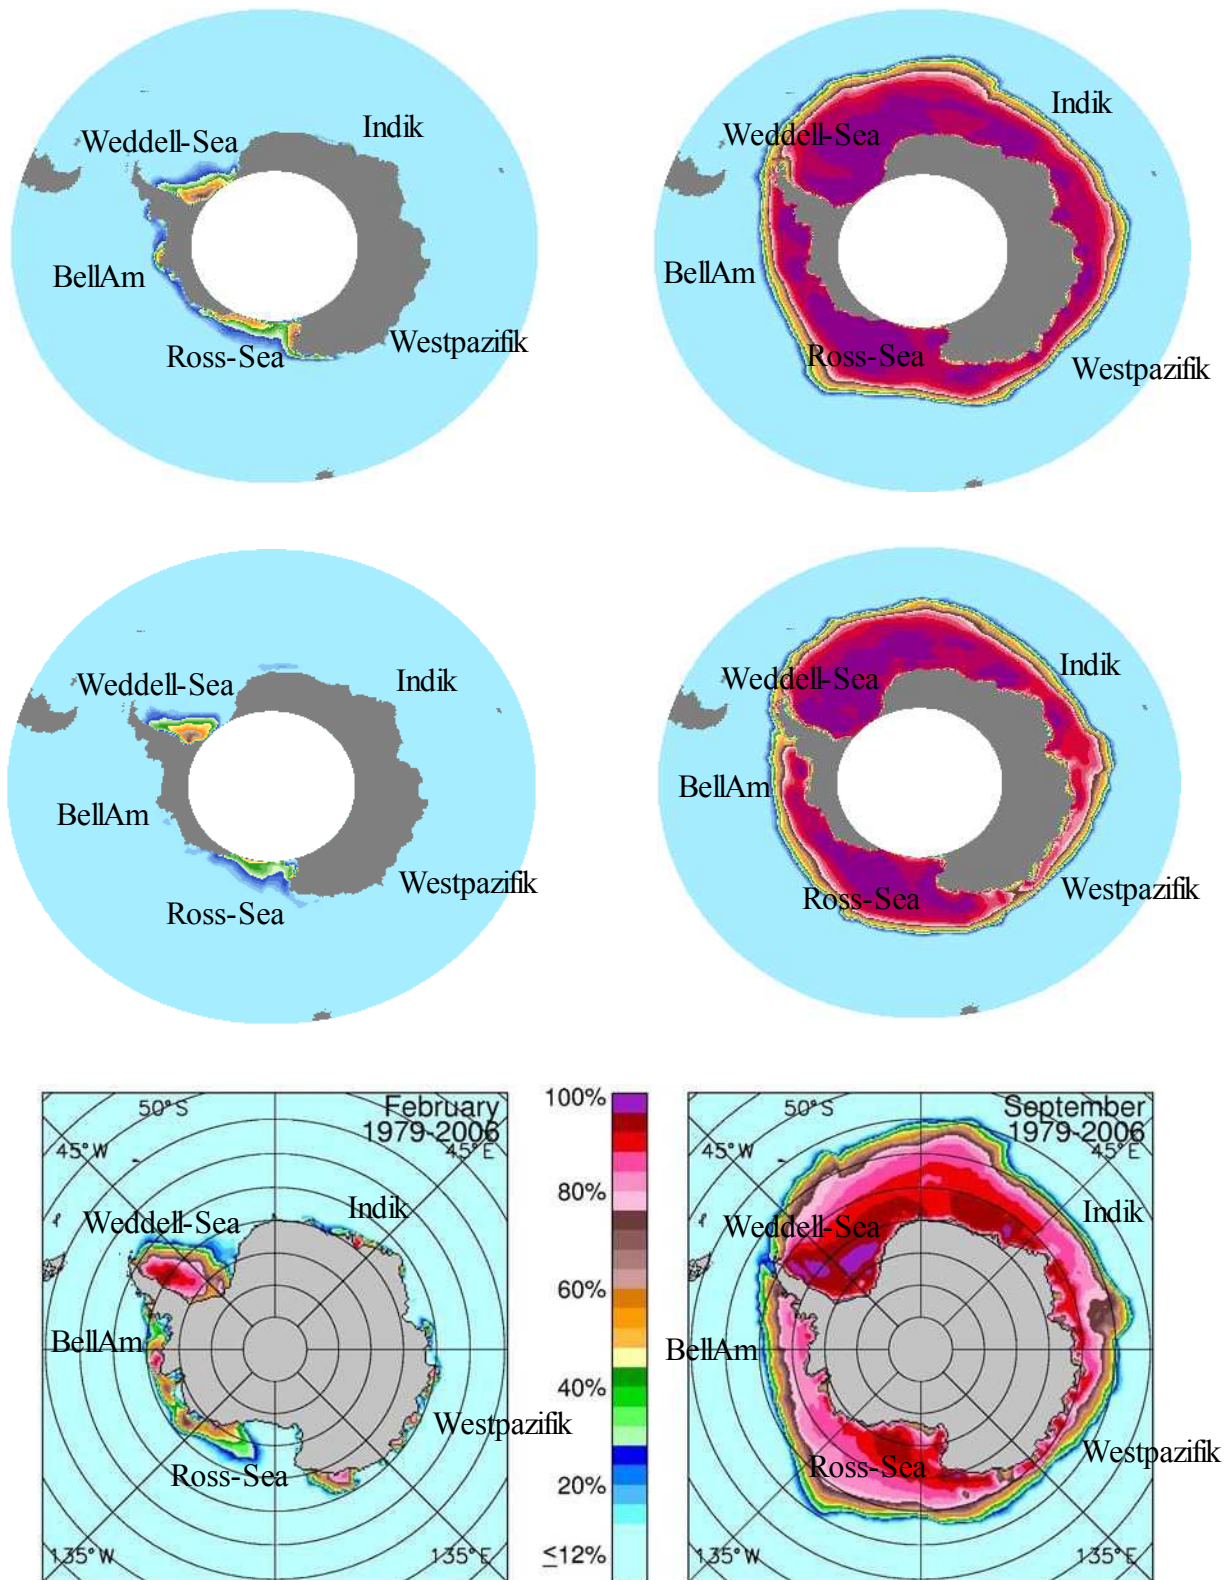 Weddell-Sea
Indik
BellAm
Ross-Sea
Westpazifik
Weddell-Sea
Indik
BellAm
Ross-Sea
Westpazifik
Weddell-Sea
Indik
BellAm
Ross-Sea
Westpazifik
Weddell-Sea
Indik
BellAm
Ross-Sea
Westpazifik
50°S
February
1979-2006
45°W
45°E
Weddell-Sea
Indik
BellAm
Westpazifik
Ross-Sea
135°W
135°E
100%
80%
60%
40%
20%
≤12%
50°S
September
1979-2006
45°W
45°E
Weddell-Sea
Indik
BellAm
Westpazifik
Ross-Sea
135°W
135°E